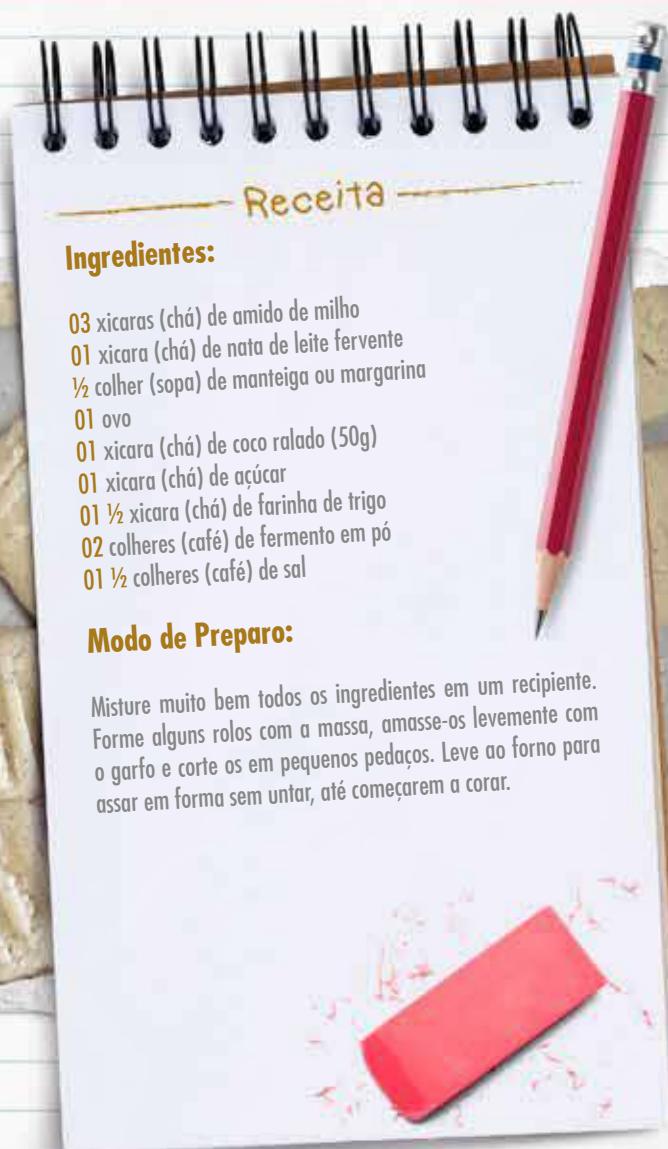 Receita
Ingredientes:
03 xicaras (chá) de amido de milho
01 xicara (chá) de nata de leite fervente
½ colher (sopa) de manteiga ou margarina
01 ovo
01 xicara (chá) de coco ralado (50g)
01 xicara (chá) de açúcar
01 ½ xicara (chá) de farinha de trigo
02 colheres (café) de fermento em pó
01 ½ colheres (café) de sal
Modo de Preparo:
Misture muito bem todos os ingredientes em um recipiente.
Forme alguns rolos com a massa, amasse-os levemente com
o garfo e corte os em pequenos pedaços. Leve ao forno para
assar em forma sem untar, até começarem a corar.